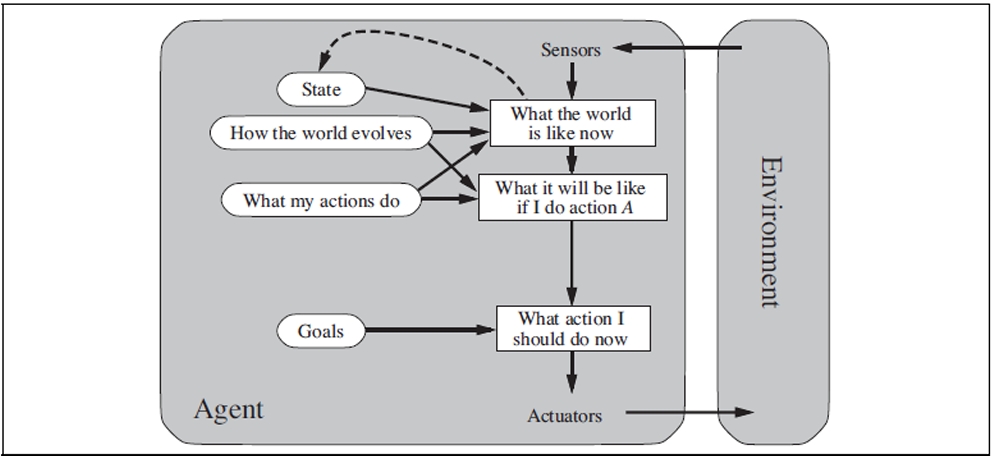 Sensors
State
What the world
is like now
How the world evolves
What my actions do
What it will be like
if I do action A
Goals
What action I
should do now
Agent
Actuators
Environment